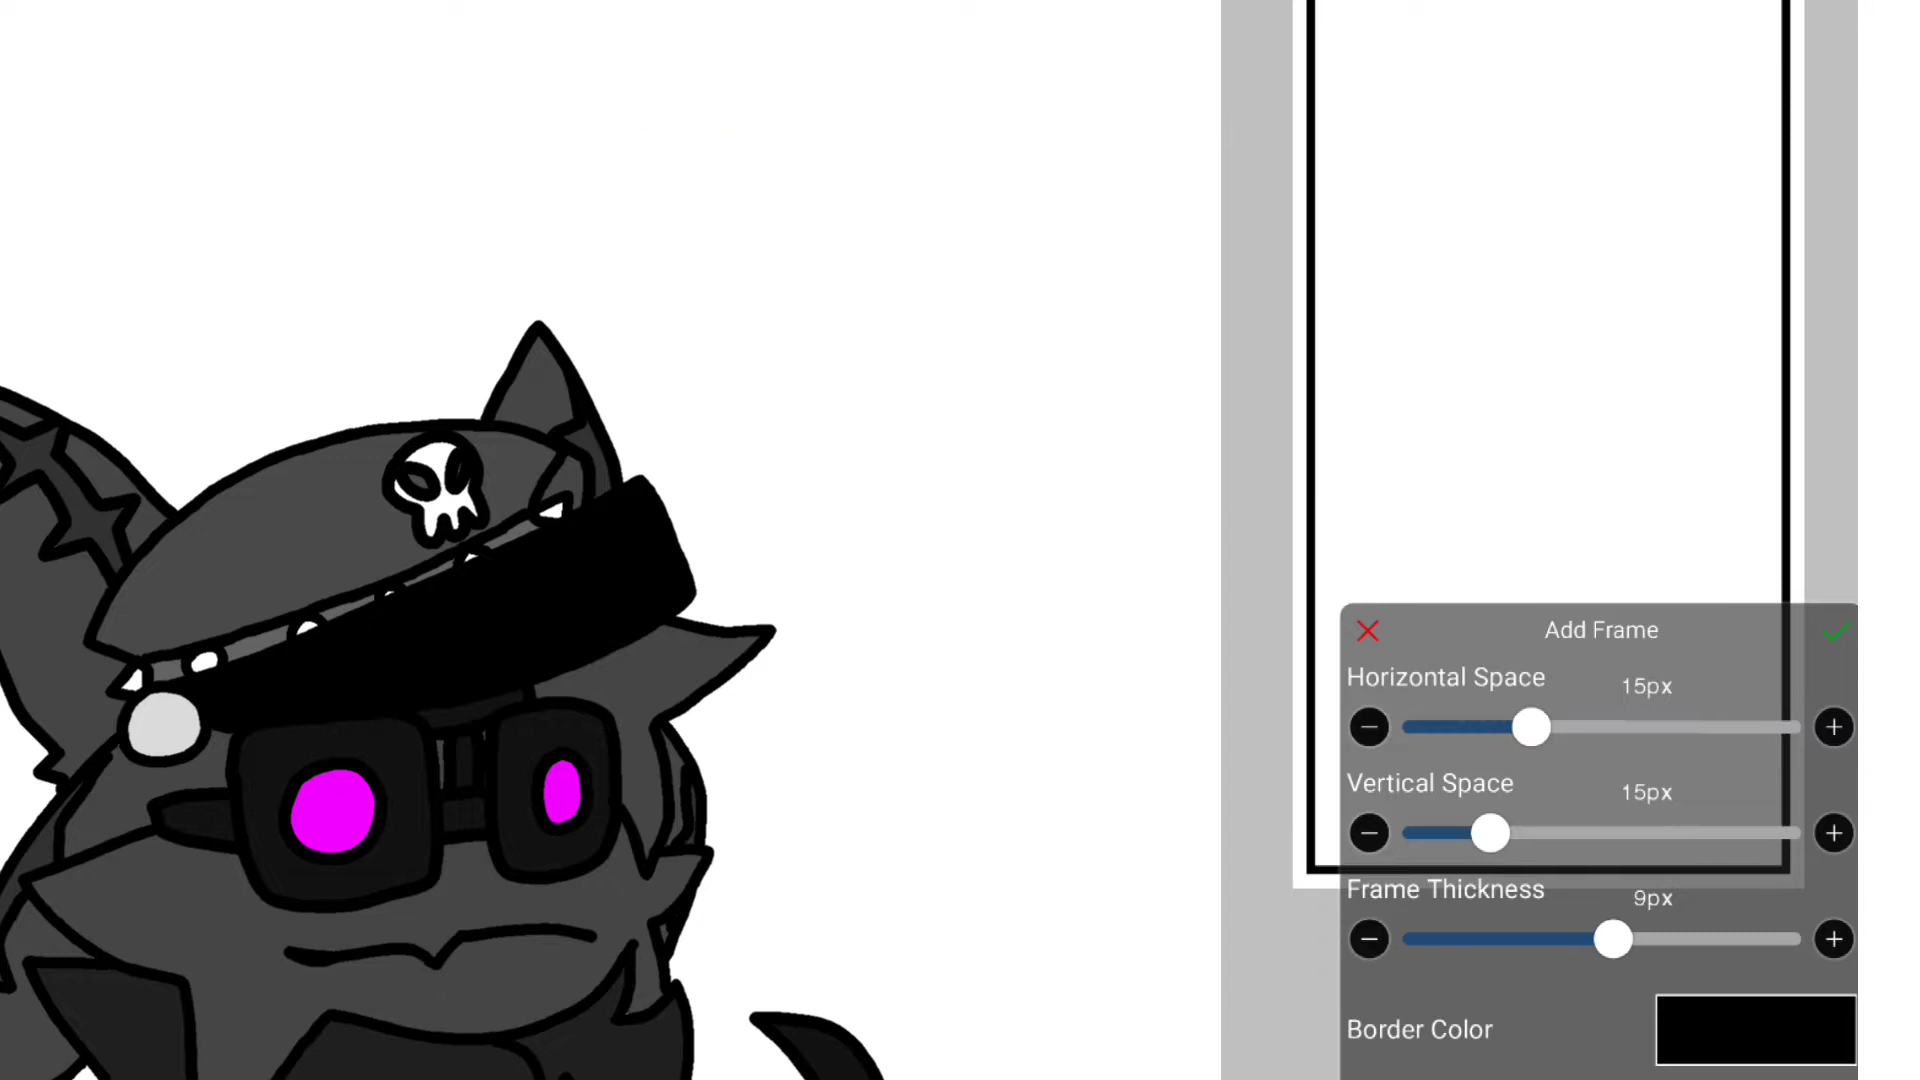 Add Frame
Horizontal Space
15px
Vertical Space
15px
Frame Thickness
9px
Border Color